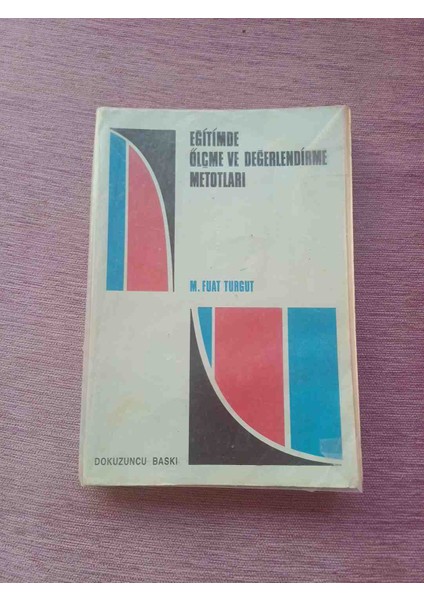 EĞİTİMDE
ÖLÇME VE DEĞERLENDİRME
METOTLARI
M. FUAT TURGUT
DOKUZUNCU BASKI